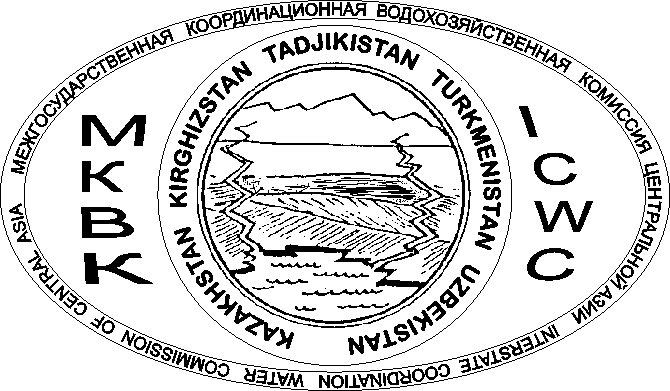 МЕЖГОСУДАРСТВЕННАЯ КООРДИНАЦИОННАЯ ВОДОХОЗЯЙСТВЕННАЯ КОМИССИЯ ЦЕНТРАЛЬНОЙ АЗИИ
INTERSTATE COORDINATION WATER COMMISSION OF CENTRAL ASIA
KAZAKHSTAN KIRGHIZSTAN TADJIKISTAN TURKMENISTAN UZBEKISTAN
МКВК
ICWC